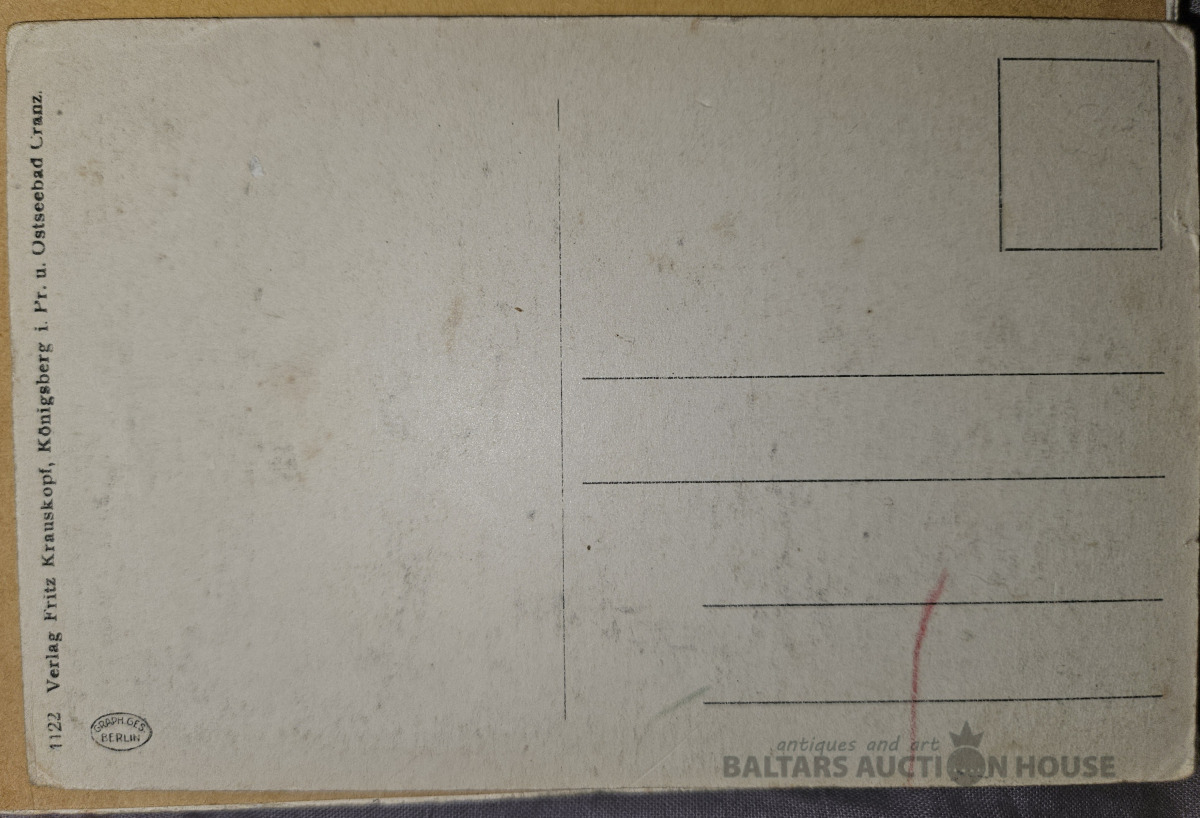 1122 Verlag Fritz Krauskopf, Königsberg i. Pr. u. Ostseebad Cranz.
GRAPH. GES.
BERLIN
antiques and art
BALTARS AUCTION HOUSE